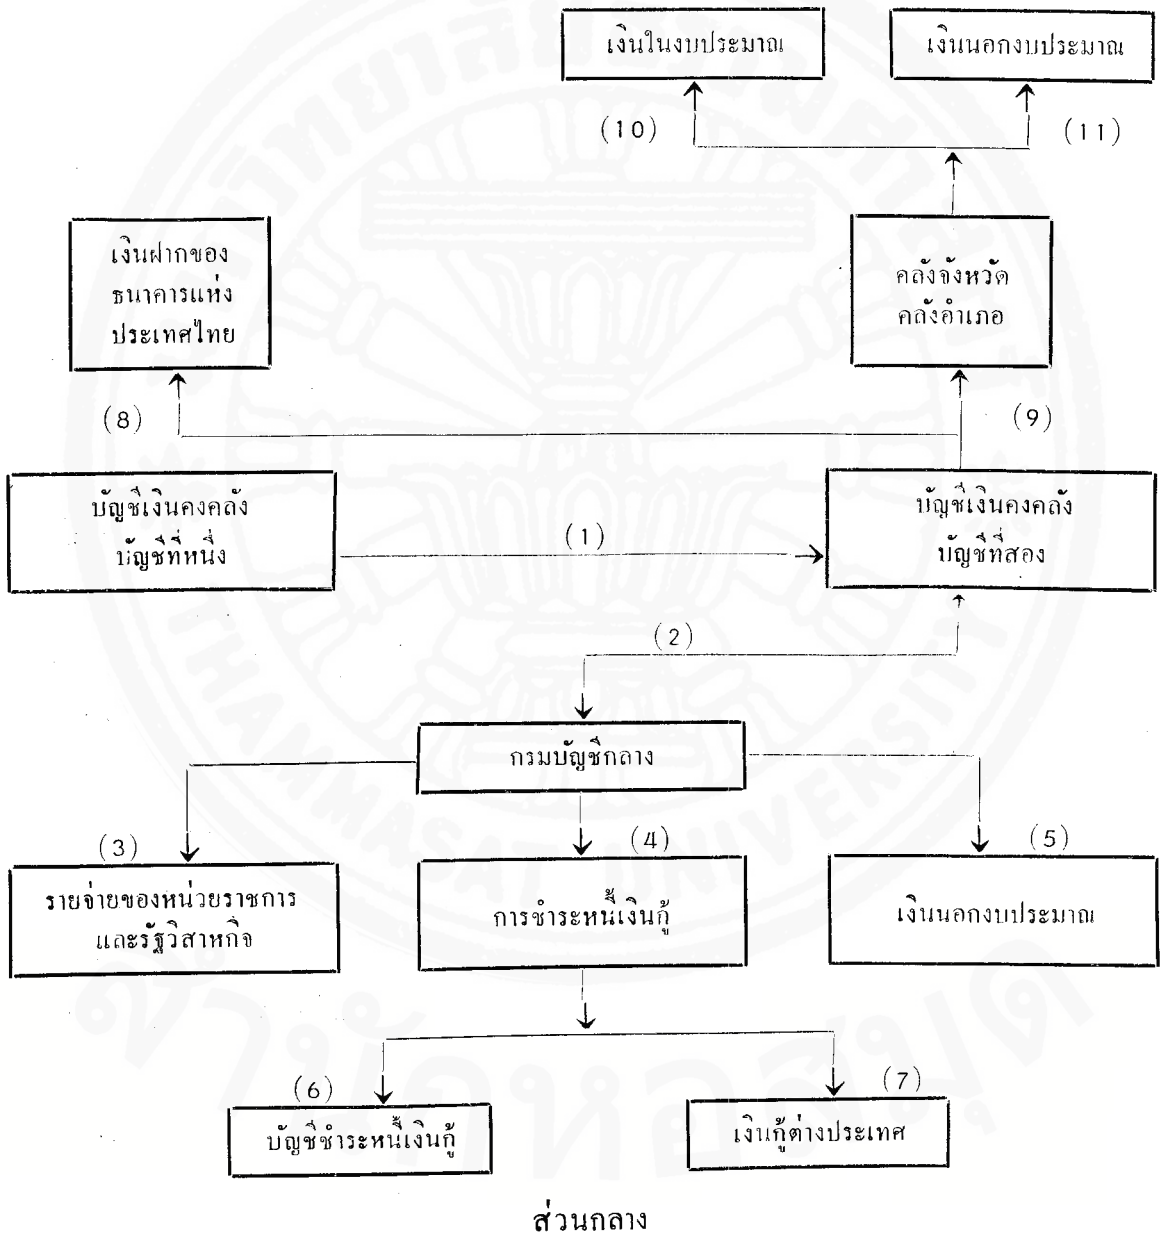 เงินในงบประมาณ
เงินนอกงบประมาณ
(10)
(11)
เงินฝากของ
ธนาคารแห่ง
ประเทศไทย
คลังจังหวัด
คลังอำเภอ
(8)
(9)
บัญชีเงินคงคลัง
บัญชีที่หนึ่ง
(1)
บัญชีเงินคงคลัง
บัญชีที่สอง
(2)
กรมบัญชีกลาง
(3)
(4)
(5)
รายจ่ายของหน่วยราชการ
และรัฐวิสาหกิจ
การชำระหนี้เงินกู้
เงินนอกงบประมาณ
(6)
(7)
บัญชีชำระหนี้เงินกู้
เงินกู้ต่างประเทศ
ส่วนกลาง
THAMMASAT UNIVERSITY
สำนักหอสมุด